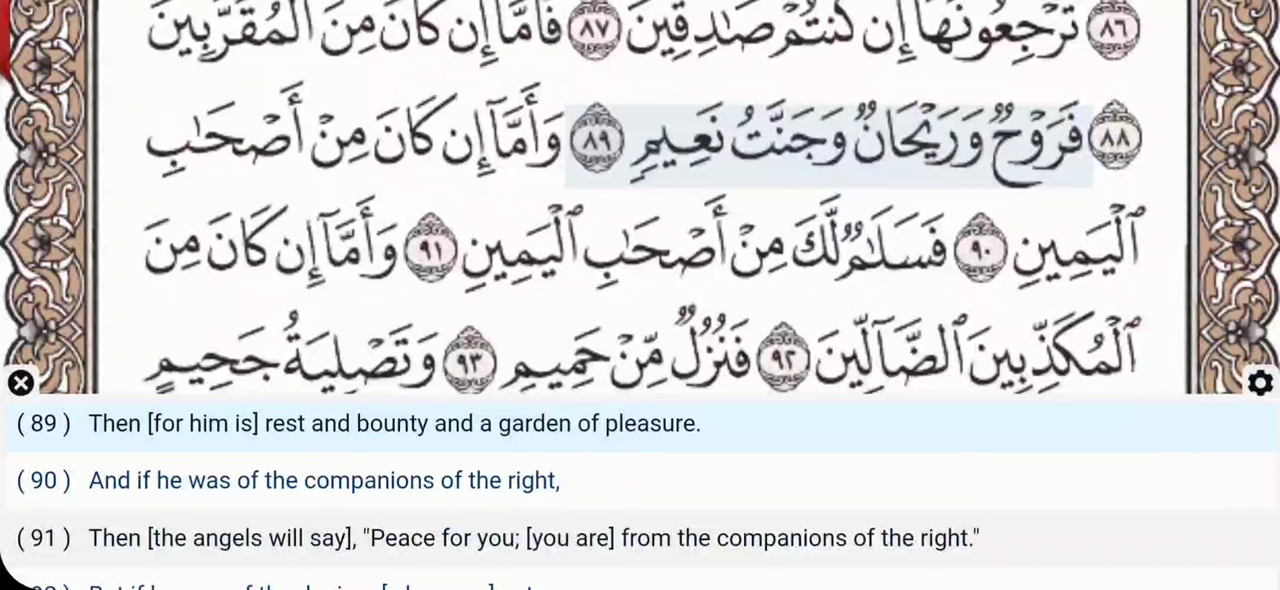 تَرْجِعُونَهَآ إِن كُنتُمْ صَٰدِقِينَ ٨٧ فَأَمَّآ إِن كَانَ مِنَ ٱلْمُقَرَّبِينَ ٨٦
٨٨ فَرَوْحٌ وَرَيْحَانٌ وَجَنَّتُ نَعِيمٍ ٨٩ وَأَمَّآ إِن كَانَ مِنْ أَصْحَٰبِ
ٱلْيَمِينِ ٩٠ فَسَلَٰمٌ لَّكَ مِنْ أَصْحَٰبِ ٱلْيَمِينِ ٩١ وَأَمَّآ إِن كَانَ مِنَ
ٱلْمُكَذِّبِينَ ٱلضَّآلِّينَ ٩٢ فَنُزُلٌ مِّنْ حَمِيمٍ ٩٣ وَتَصْلِيَةُ جَحِيمٍ
( 89 ) Then [for him is] rest and bounty and a garden of pleasure.
( 90 ) And if he was of the companions of the right,
( 91 ) Then [the angels will say], "Peace for you; [you are] from the companions of the right."